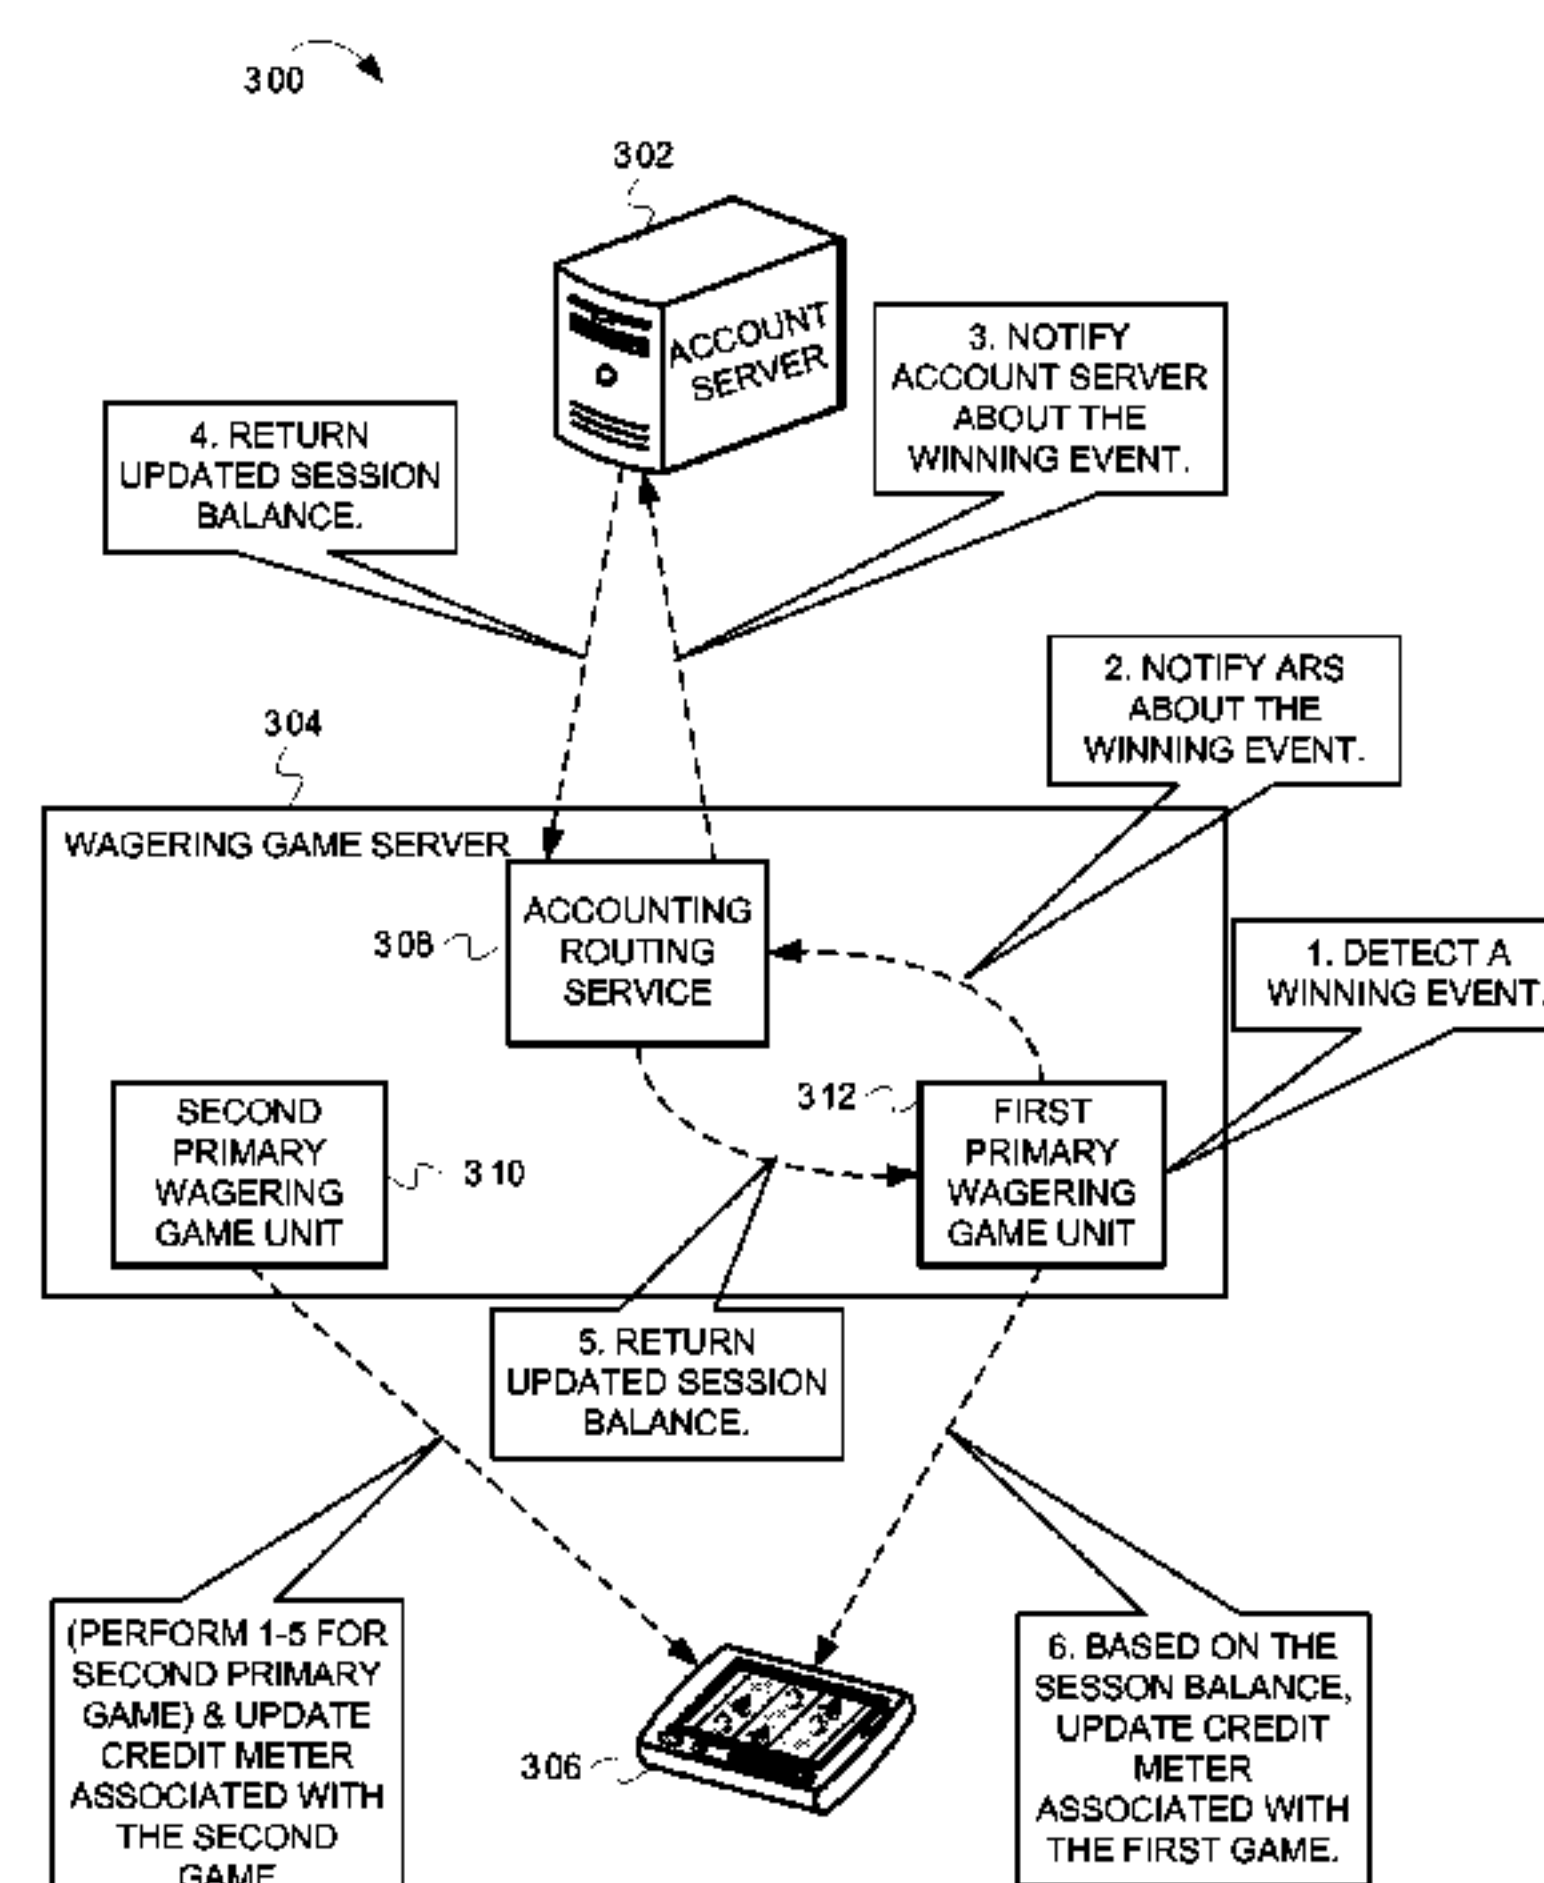 300
302
ACCOUNT
SERVER
3. NOTIFY
ACCOUNT SERVER
ABOUT THE
WINNING EVENT.
4. RETURN
UPDATED SESSION
BALANCE.
2. NOTIFY ARS
ABOUT THE
WINNING EVENT.
304
WAGERING GAME SERVER
ACCOUNTING
ROUTING
SERVICE
308
1. DETECT A
WINNING EVENT.
312
FIRST
PRIMARY
WAGERING
GAME UNIT
SECOND
PRIMARY
WAGERING
GAME UNIT
310
5. RETURN
UPDATED SESSION
BALANCE.
(PERFORM 1-5 FOR
SECOND PRIMARY
GAME) & UPDATE
CREDIT METER
ASSOCIATED WITH
THE SECOND
GAME
306
6. BASED ON THE
SESSON BALANCE,
UPDATE CREDIT
METER
ASSOCIATED WITH
THE FIRST GAME.